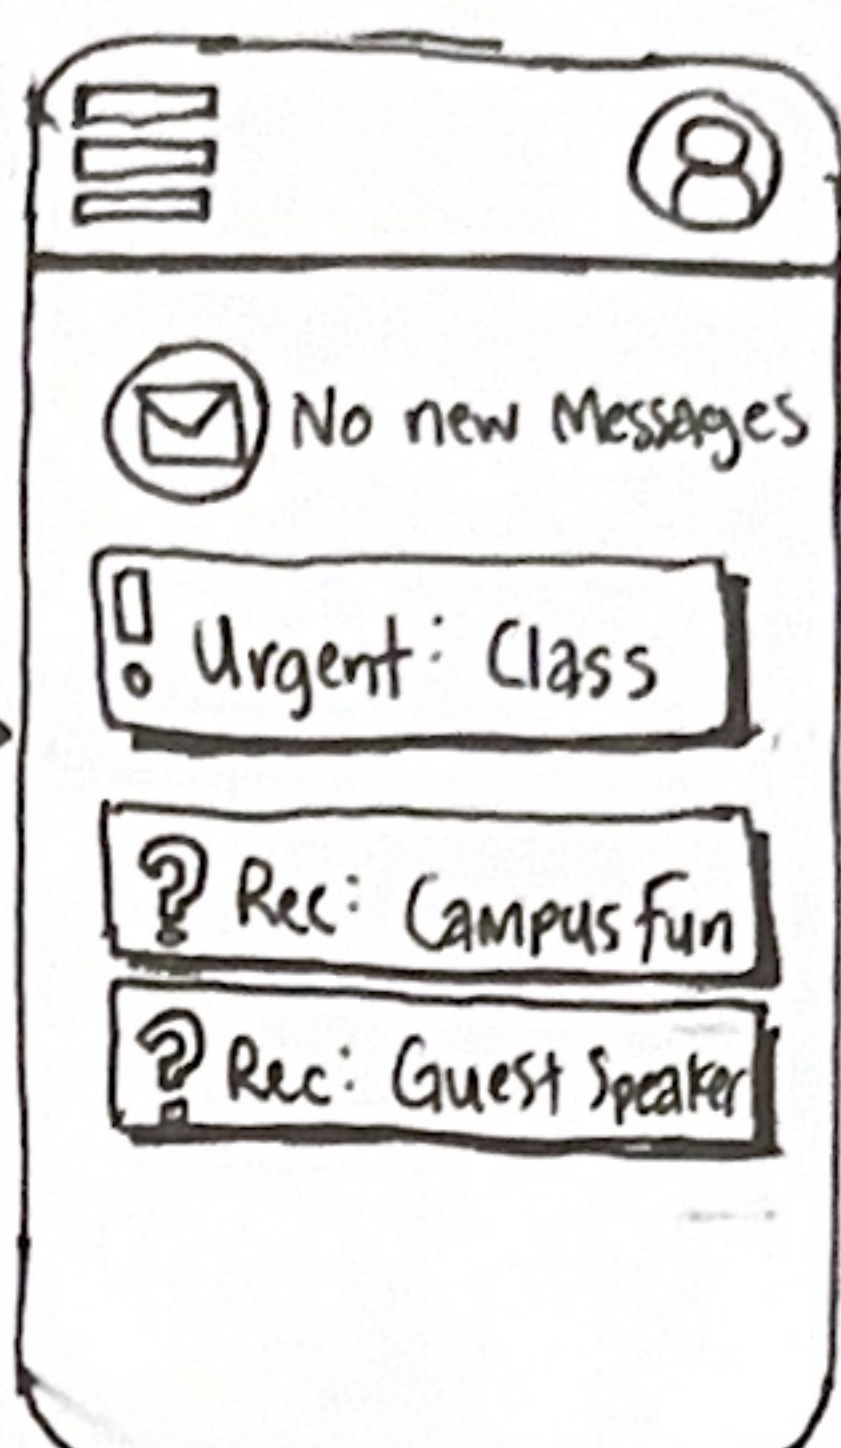 No new Messages
! Urgent: Class
? Rec: Campus fun
? Rec: Guest Speaker